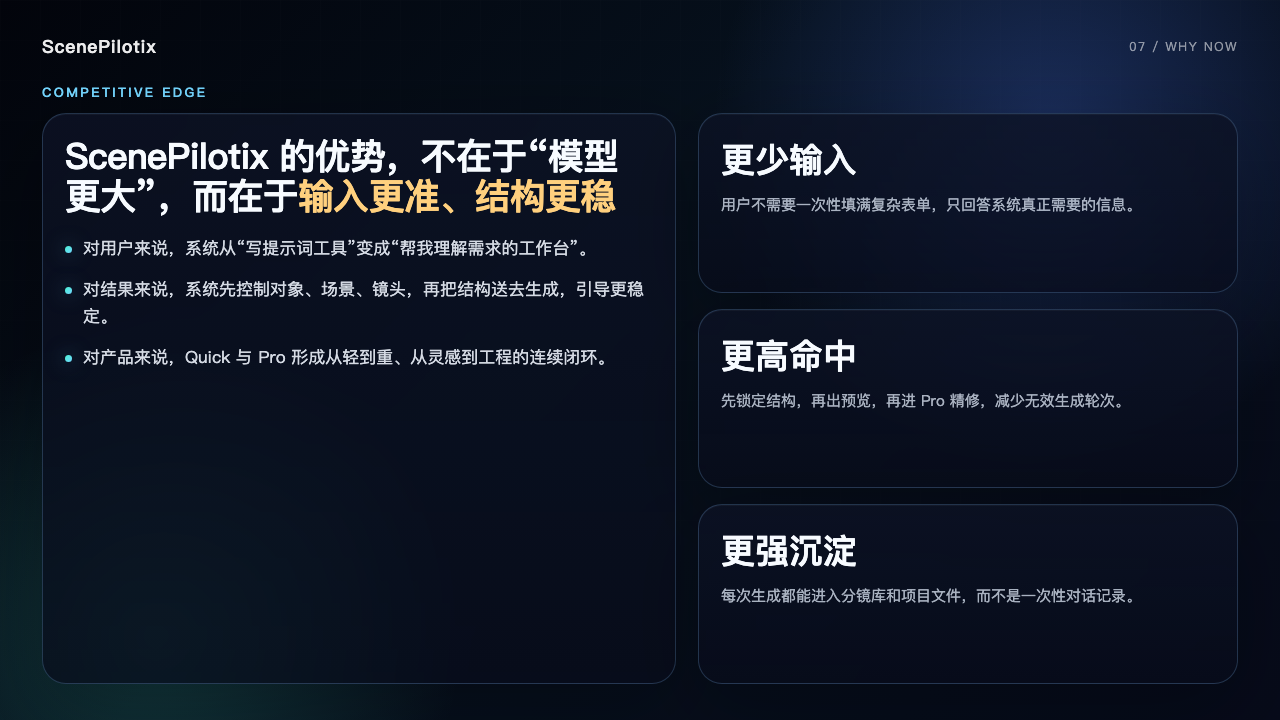 ScenePilotix
07 / WHY NOW
COMPETITIVE EDGE
ScenePilotix 的优势，不在于“模型
更大”，而在于输入更准、结构更稳
对用户来说，系统从“写提示词工具”变成“帮我理解需求的工作台”。
对结果来说，系统先控制对象、场景、镜头，再把结构送去生成，引导更稳
定。
对产品来说，Quick 与 Pro 形成从轻到重、从灵感到工程的连续闭环。
更少输入
用户不需要一次性填满复杂表单，只回答系统真正需要的信息。
更高命中
先锁定结构，再出预览，再进 Pro 精修，减少无效生成轮次。
更强沉淀
每次生成都能进入分镜库和项目文件，而不是一次性对话记录。